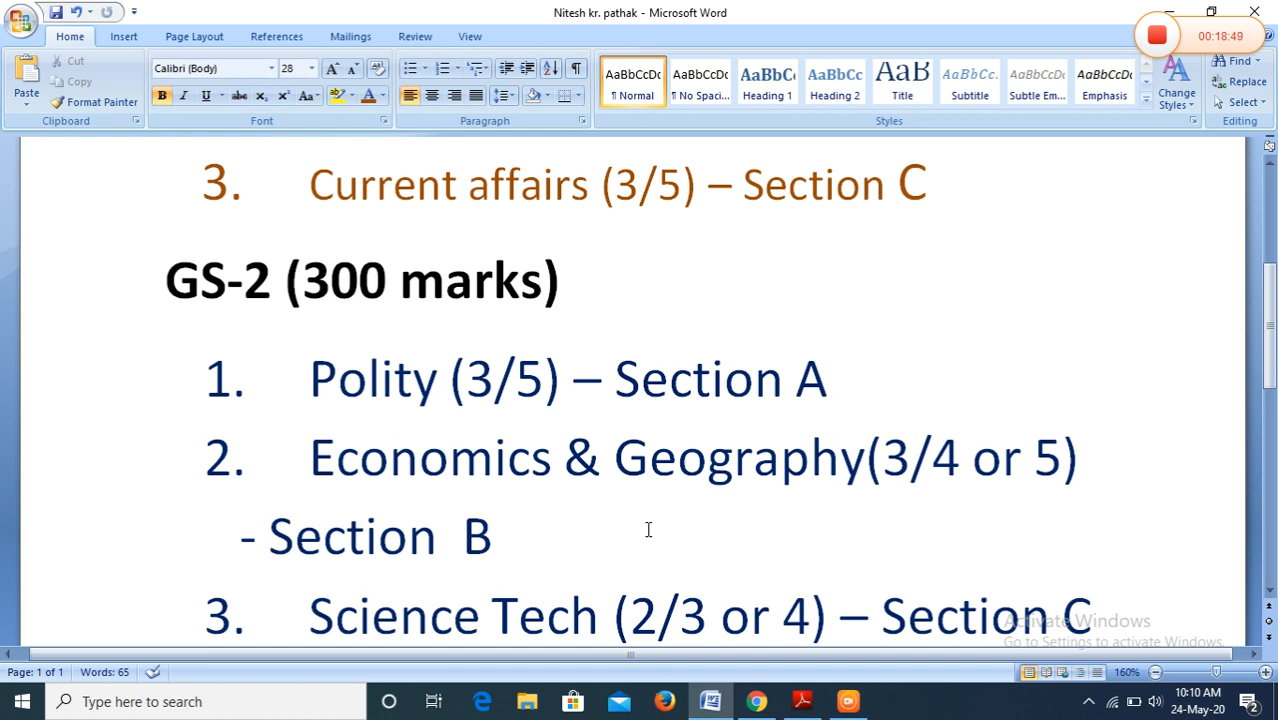 Nitesh kr. pathak - Microsoft Word
00:18:49
Home Insert Page Layout References Mailings Review View
Cut
Copy
Paste
Format Painter
Calibri (Body) 28
AaBbCcDc AaBbCcDc AaBbCc AaBbCc AaB AaBbCc. AaBbCcDc AaBbCcDc
¶ Normal ¶ No Spaci... Heading 1 Heading 2 Title Subtitle Subtle Em... Emphasis
Change Styles
Find
Replace
Select
Clipboard Font Paragraph Styles Editing
3. Current affairs (3/5) – Section C
GS-2 (300 marks)
1. Polity (3/5) – Section A
2. Economics & Geography(3/4 or 5)
- Section B
3. Science Tech (2/3 or 4) – Section C
Activate Windows
Go to Settings to activate Windows.
Page: 1 of 1 Words: 65 160%
Type here to search
10:10 AM
24-May-20
2